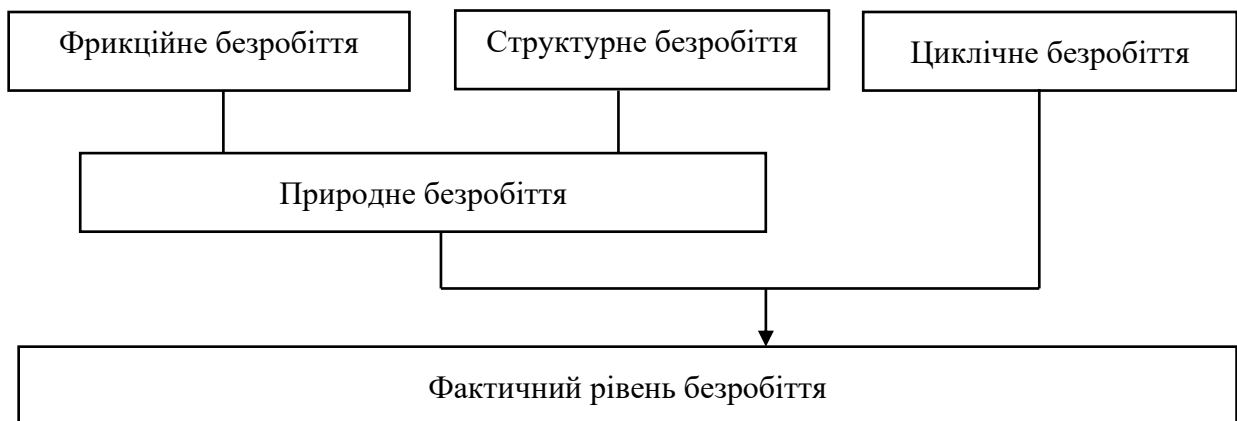 Фрикційне безробіття
Структурне безробіття
Циклічне безробіття
Природне безробіття
Фактичний рівень безробіття